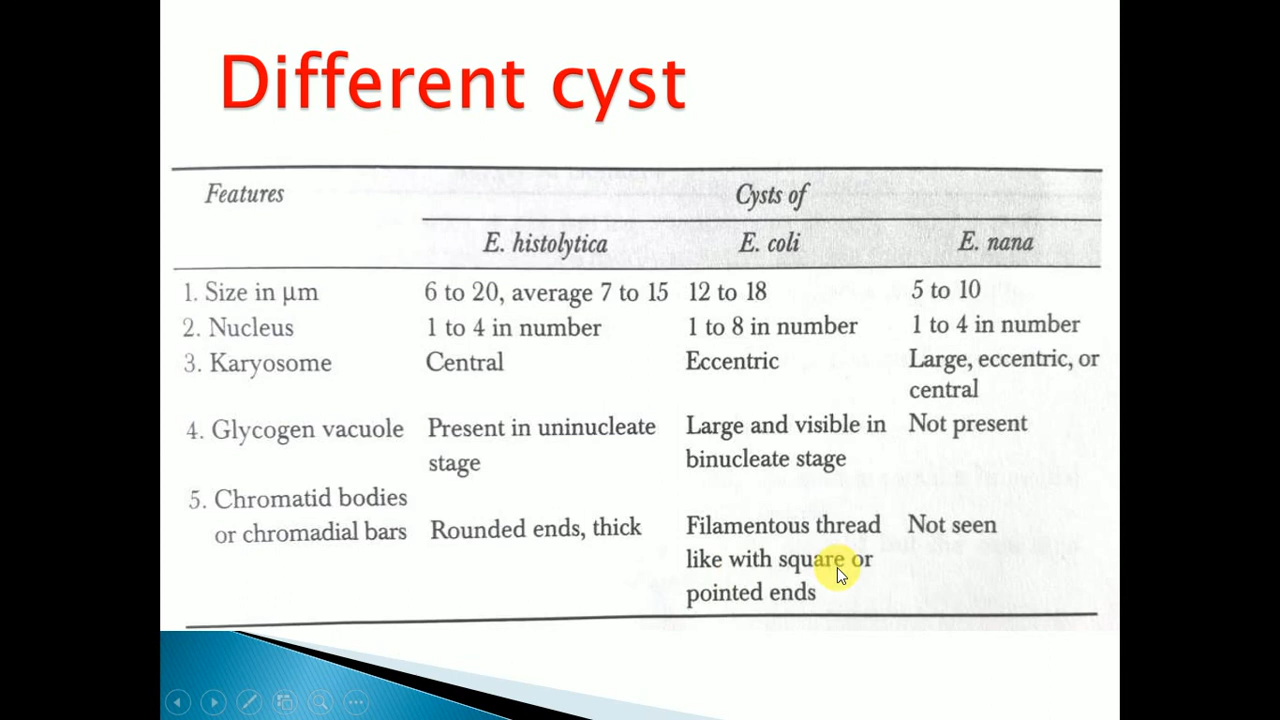 Different cyst
Features
Cysts of
E. histolytica E. coli E. nana
1. Size in μm 6 to 20, average 7 to 15 12 to 18 5 to 10
2. Nucleus 1 to 4 in number 1 to 8 in number 1 to 4 in number
3. Karyosome Central Eccentric Large, eccentric, or
central
4. Glycogen vacuole Present in uninucleate Large and visible in Not present
stage binucleate stage
5. Chromatid bodies
or chromadial bars Rounded ends, thick Filamentous thread Not seen
like with square or
pointed ends